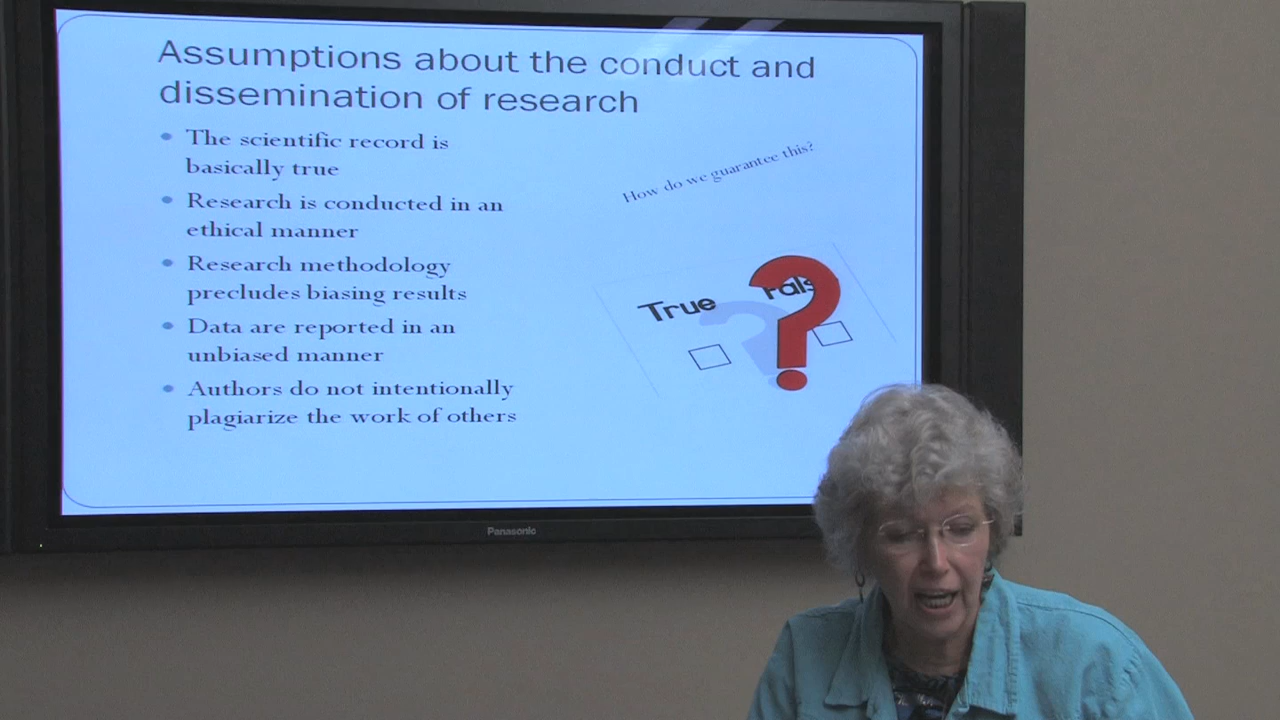 Assumptions about the conduct and
dissemination of research
• The scientific record is
basically true
• Research is conducted in an
ethical manner
• Research methodology
precludes biasing results
• Data are reported in an
unbiased manner
• Authors do not intentionally
plagiarize the work of others
How do we guarantee this?
True
?
Panasonic